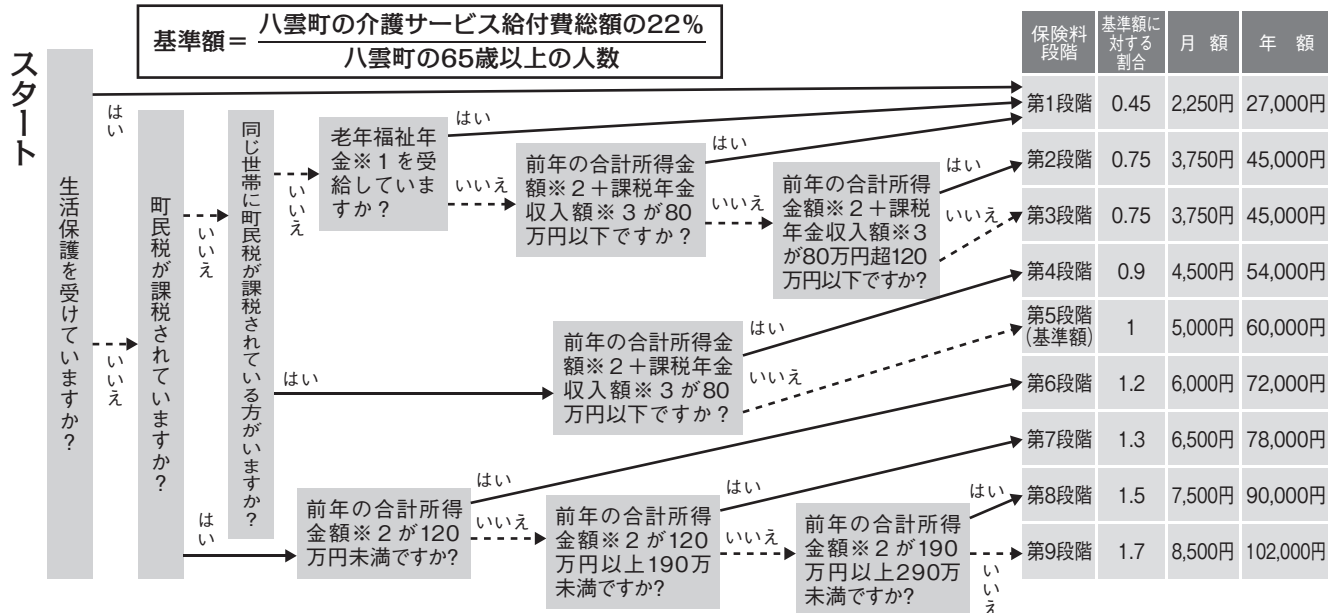 基準額＝
八雲町の介護サービス給付費総額の22％
八雲町の65歳以上の人数
スタート
生活保護を受けていますか？
はい
いいえ
町民税が課税されていますか？
いいえ
はい
同じ世帯に町民税が課税されている方がいますか？
いいえ
はい
老年福祉年
金※１を受
給していま
すか？
はい
いいえ
前年の合計所得金
額※２＋課税年金
収入額※３が80
万円以下ですか？
はい
いいえ
前年の合計所得
金額※２＋課税
年金収入額※３
が80万円超120
万円以下ですか?
はい
いいえ
前年の合計所得金
額※２＋課税年金
収入額※３が80
万円以下ですか？
はい
いいえ
前年の合計所得
金額※２が120
万円未満ですか?
はい
いいえ
前年の合計所得
金額※２が120
万円以上190万
未満ですか?
はい
いいえ
前年の合計所得
金額※２が190
万円以上290万
未満ですか?
はい
いいえ
保険料段階 基準額に対する割合 月額 年額
第1段階 0.45 2,250円 27,000円
第2段階 0.75 3,750円 45,000円
第3段階 0.75 3,750円 45,000円
第4段階 0.9 4,500円 54,000円
第5段階(基準額) 1 5,000円 60,000円
第6段階 1.2 6,000円 72,000円
第7段階 1.3 6,500円 78,000円
第8段階 1.5 7,500円 90,000円
第9段階 1.7 8,500円 102,000円